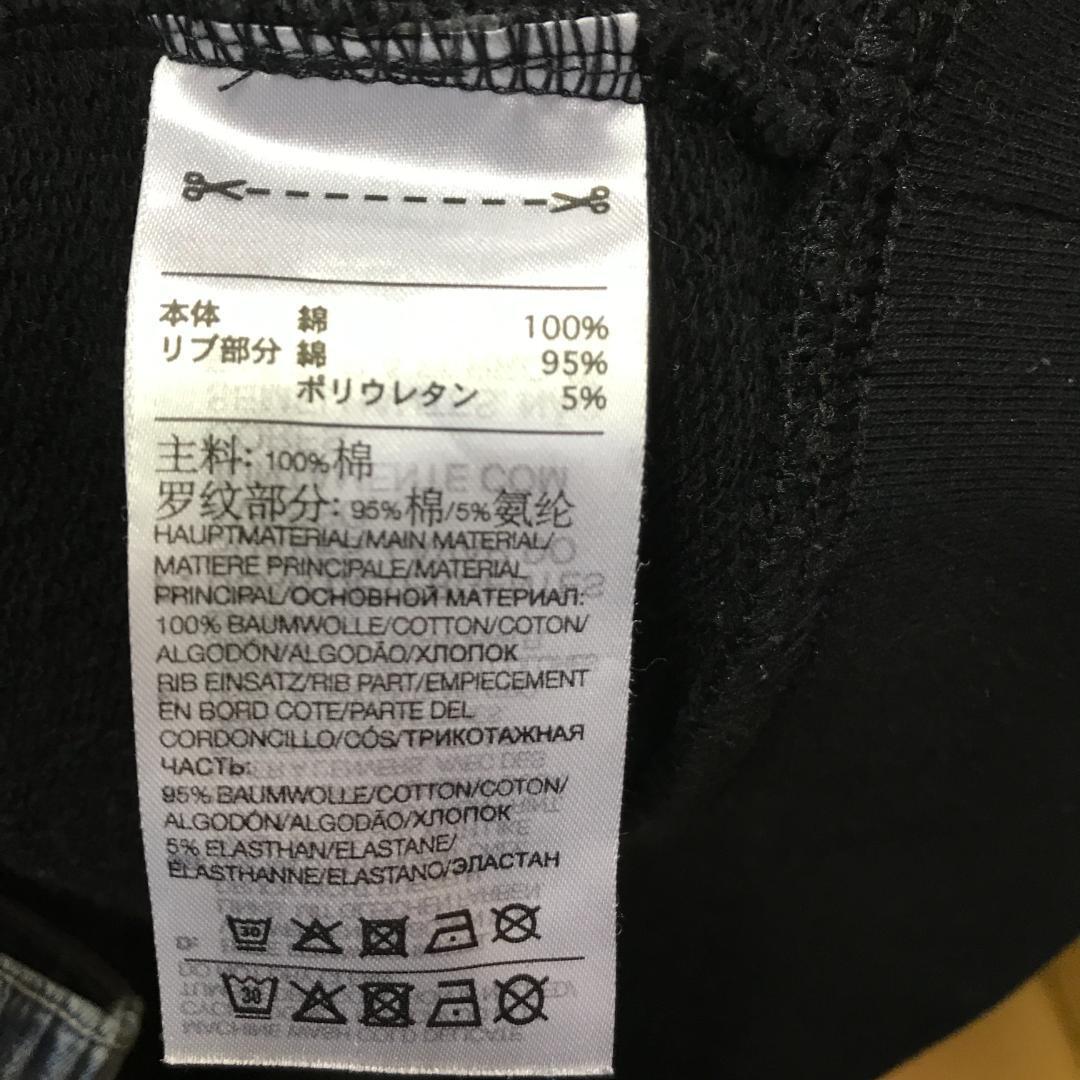 本体 綿 100%
リブ部分 綿 95%
ポリウレタン 5%
主料: 100%棉
罗纹部分: 95%棉/5%氨纶
HAUPTMATERIAL/MAIN MATERIAL/
MATIERE PRINCIPALE/MATERIAL
PRINCIPAL/ОСНОВНОЙ МАТЕРИАЛ:
100% BAUMWOLLE/COTTON/COTON/
ALGODÓN/ALGODÃO/ХЛОПОК
RIB EINSATZ/RIB PART/EMPIECEMENT
EN BORD COTE/PARTE DEL
CORDONCILLO/CÓS/ТРИКОТАЖНАЯ
ЧАСТЬ:
95% BAUMWOLLE/COTTON/COTON/
ALGODÓN/ALGODÃO/ХЛОПОК
5% ELASTHAN/ELASTANE/
ÉLASTHANNE/ELASTANO/ЭЛАСТАН
30
30